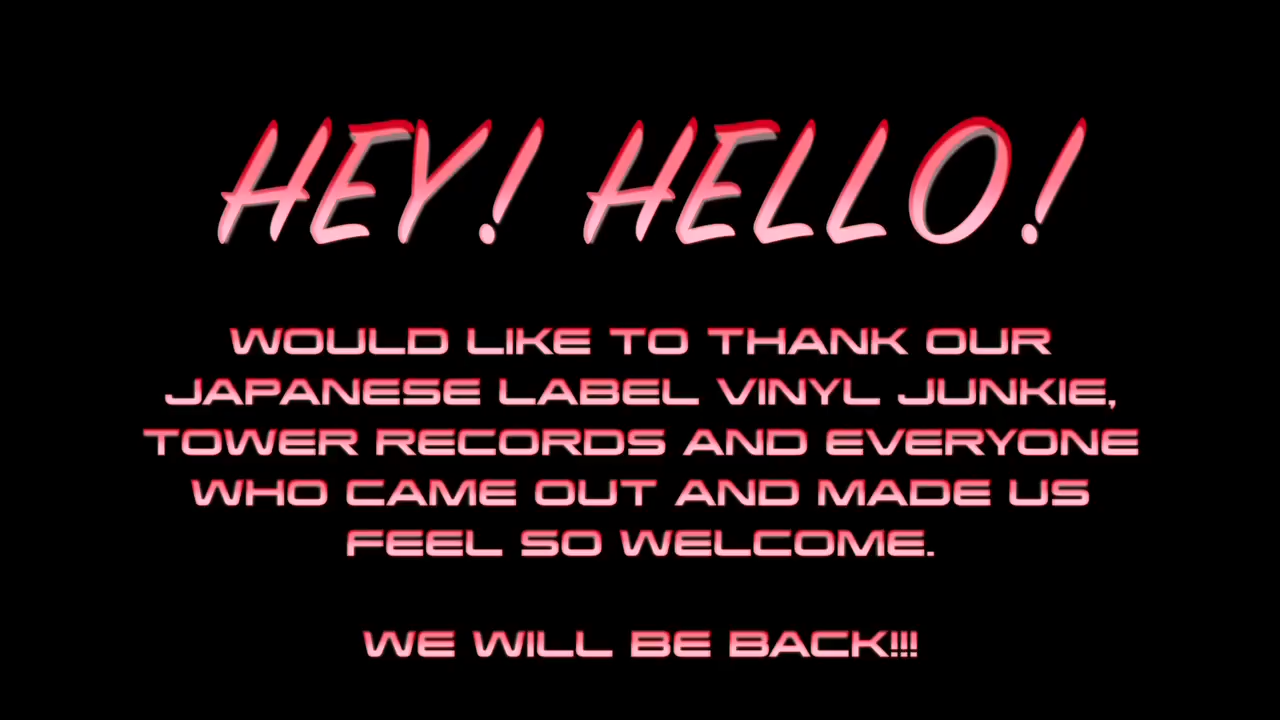 HEY! HELLO!
WOULD LIKE TO THANK OUR
JAPANESE LABEL VINYL JUNKIE,
TOWER RECORDS AND EVERYONE
WHO CAME OUT AND MADE US
FEEL SO WELCOME.
WE WILL BE BACK!!!